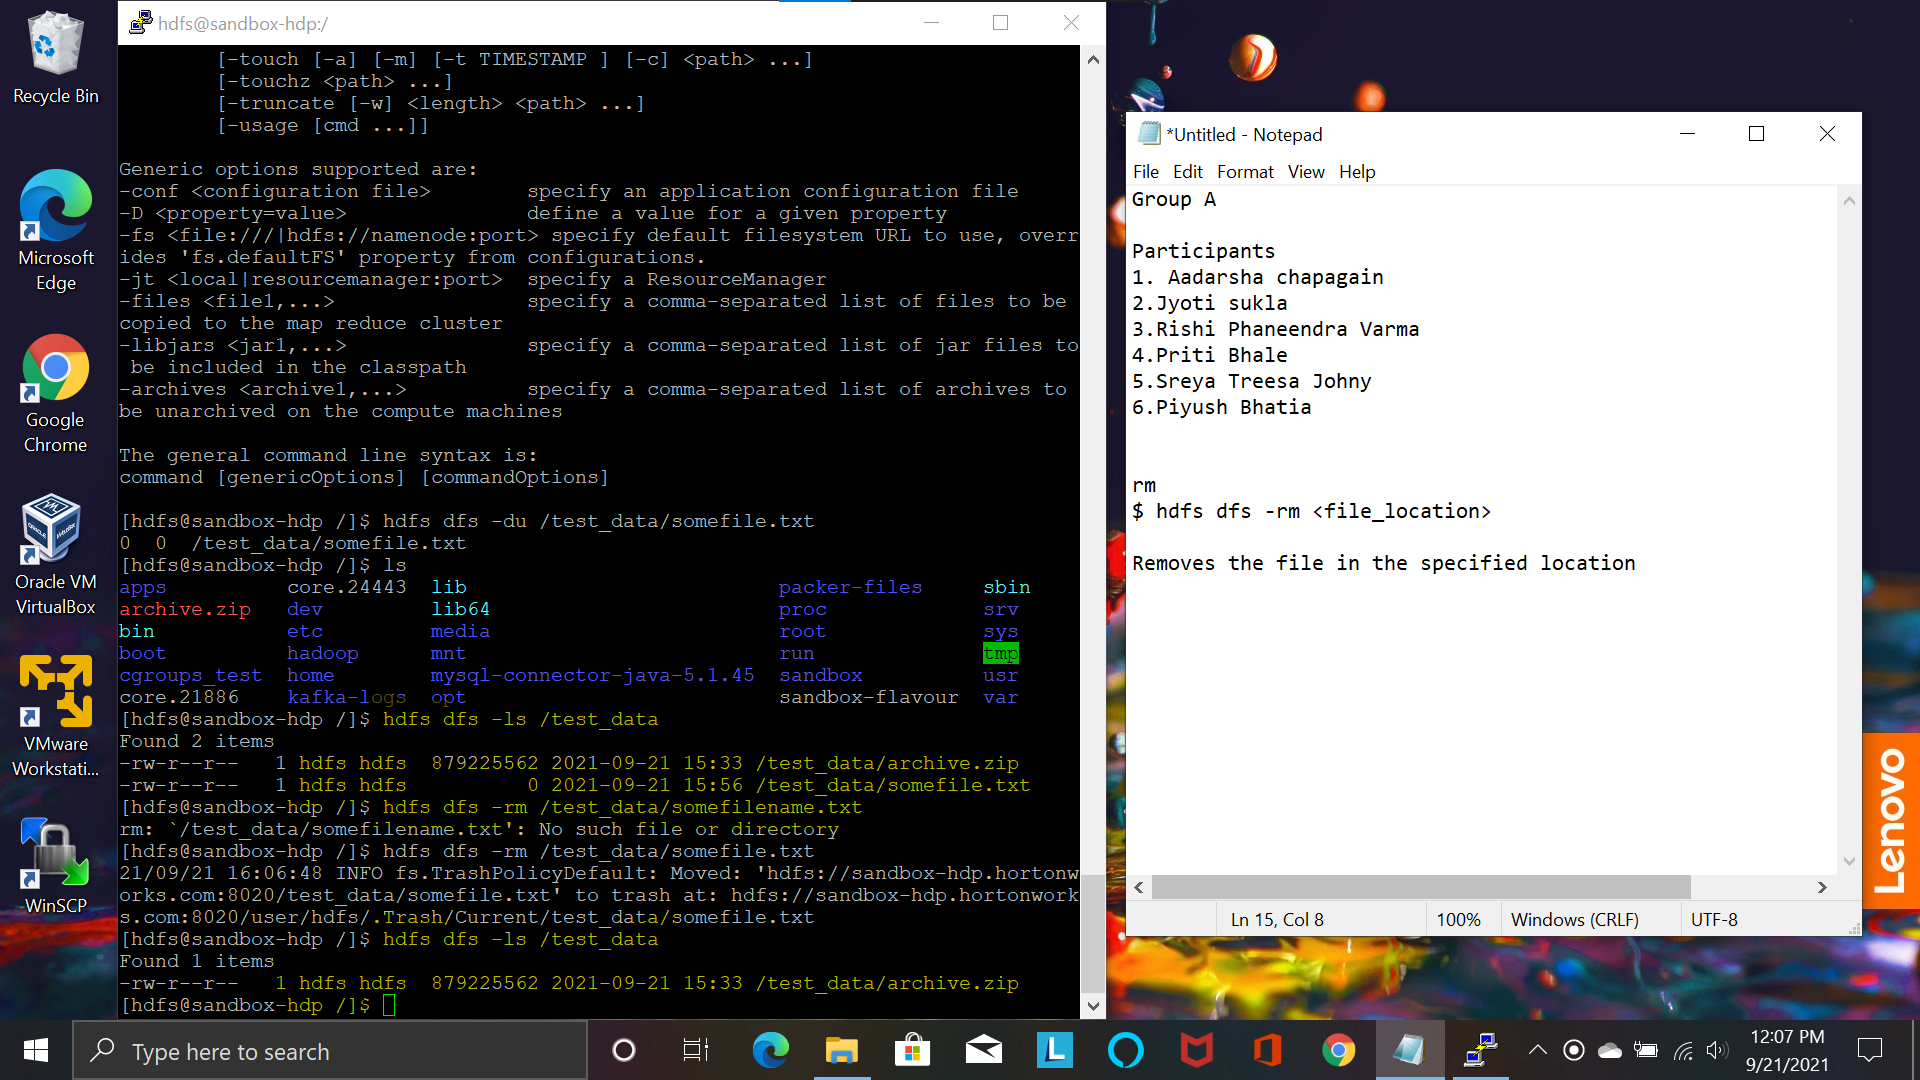 Recycle Bin
Microsoft
Edge
Google
Chrome
Oracle VM
VirtualBox
VMware
Workstati...
WinSCP
hdfs@sandbox-hdp:/
[-touch [-a] [-m] [-t TIMESTAMP ] [-c] <path> ...]
[-touchz <path> ...]
[-truncate [-w] <length> <path> ...]
[-usage [cmd ...]]
Generic options supported are:
-conf <configuration file>        specify an application configuration file
-D <property=value>               define a value for a given property
-fs <file:///|hdfs://namenode:port> specify default filesystem URL to use, overr
ides 'fs.defaultFS' property from configurations.
-jt <local|resourcemanager:port>  specify a ResourceManager
-files <file1,...>                specify a comma-separated list of files to be
copied to the map reduce cluster
-libjars <jar1,...>               specify a comma-separated list of jar files to
be included in the classpath
-archives <archive1,...>          specify a comma-separated list of archives to
be unarchived on the compute machines
The general command line syntax is:
command [genericOptions] [commandOptions]
[hdfs@sandbox-hdp /]$ hdfs dfs -du /test_data/somefile.txt
0  0  /test_data/somefile.txt
[hdfs@sandbox-hdp /]$ ls
apps          core.24443  lib                          packer-files     sbin
archive.zip   dev         lib64                        proc             srv
bin           etc         media                        root             sys
boot          hadoop      mnt                          run              tmp
cgroups_test  home        mysql-connector-java-5.1.45  sandbox          usr
core.21886    kafka-logs  opt                          sandbox-flavour  var
[hdfs@sandbox-hdp /]$ hdfs dfs -ls /test_data
Found 2 items
-rw-r--r--   1 hdfs hdfs  879225562 2021-09-21 15:33 /test_data/archive.zip
-rw-r--r--   1 hdfs hdfs          0 2021-09-21 15:56 /test_data/somefile.txt
[hdfs@sandbox-hdp /]$ hdfs dfs -rm /test_data/somefilename.txt
rm: `/test_data/somefilename.txt': No such file or directory
[hdfs@sandbox-hdp /]$ hdfs dfs -rm /test_data/somefile.txt
21/09/21 16:06:48 INFO fs.TrashPolicyDefault: Moved: 'hdfs://sandbox-hdp.hortonw
orks.com:8020/test_data/somefile.txt' to trash at: hdfs://sandbox-hdp.hortonwork
s.com:8020/user/hdfs/.Trash/Current/test_data/somefile.txt
[hdfs@sandbox-hdp /]$ hdfs dfs -ls /test_data
Found 1 items
-rw-r--r--   1 hdfs hdfs  879225562 2021-09-21 15:33 /test_data/archive.zip
[hdfs@sandbox-hdp /]$
*Untitled - Notepad
File Edit Format View Help
Group A
Participants
1. Aadarsha chapagain
2.Jyoti sukla
3.Rishi Phaneendra Varma
4.Priti Bhale
5.Sreya Treesa Johny
6.Piyush Bhatia
rm
$ hdfs dfs -rm <file_location>
Removes the file in the specified location
Ln 15, Col 8 100% Windows (CRLF) UTF-8
Lenovo
Type here to search
L
12:07 PM
9/21/2021